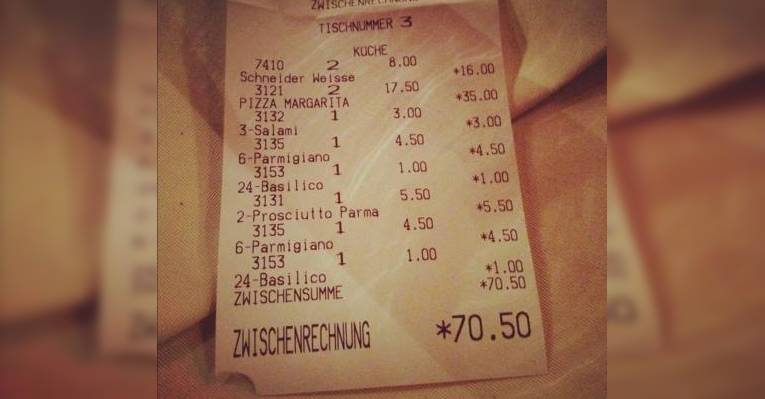 ZWISCHENRECHNUNG
TISCHNUMMER 3
KÜCHE
7410 2 8.00 *16.00
Schneider Weisse
3121 2 17.50 *35.00
PIZZA MARGARITA
3132 1 3.00 *3.00
3-Salami
3135 1 4.50 *4.50
6-Parmigiano
3153 1 1.00 *1.00
24-Basilico
3131 1 5.50 *5.50
2-Prosciutto Parma
3135 1 4.50 *4.50
6-Parmigiano
3153 1 1.00 *1.00
24-Basilico
ZWISCHENSUMME *70.50
ZWISCHENRECHNUNG *70.50